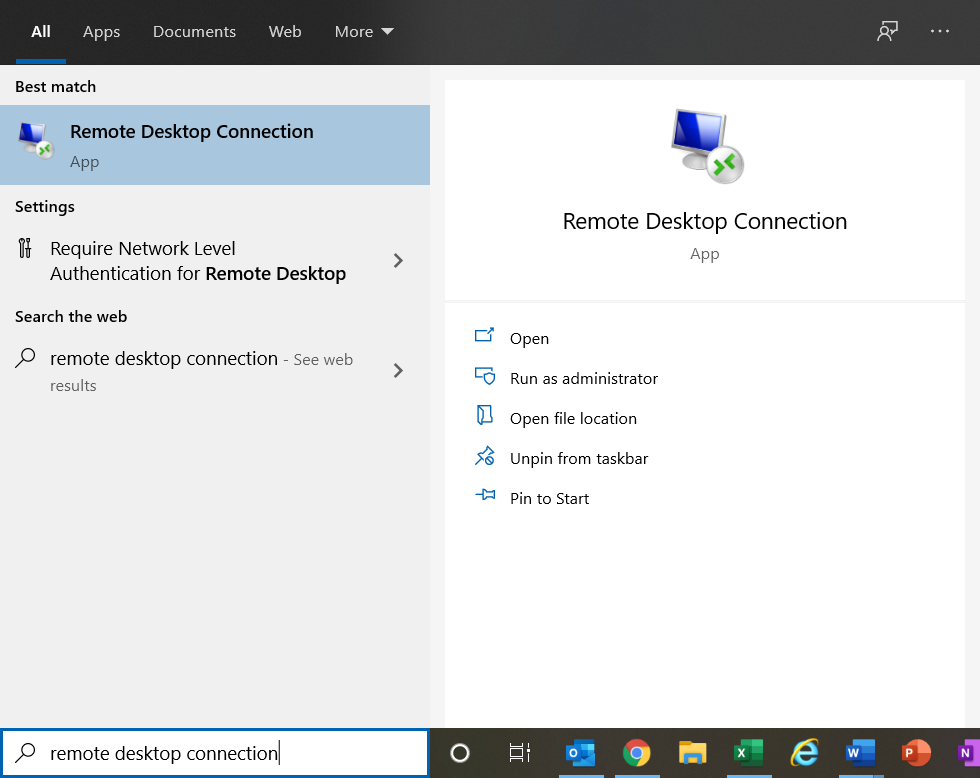 All Apps Documents Web More
Best match
Remote Desktop Connection
App
Settings
Require Network Level
Authentication for Remote Desktop
Search the web
remote desktop connection - See web
results
Remote Desktop Connection
App
Open
Run as administrator
Open file location
Unpin from taskbar
Pin to Start
remote desktop connection